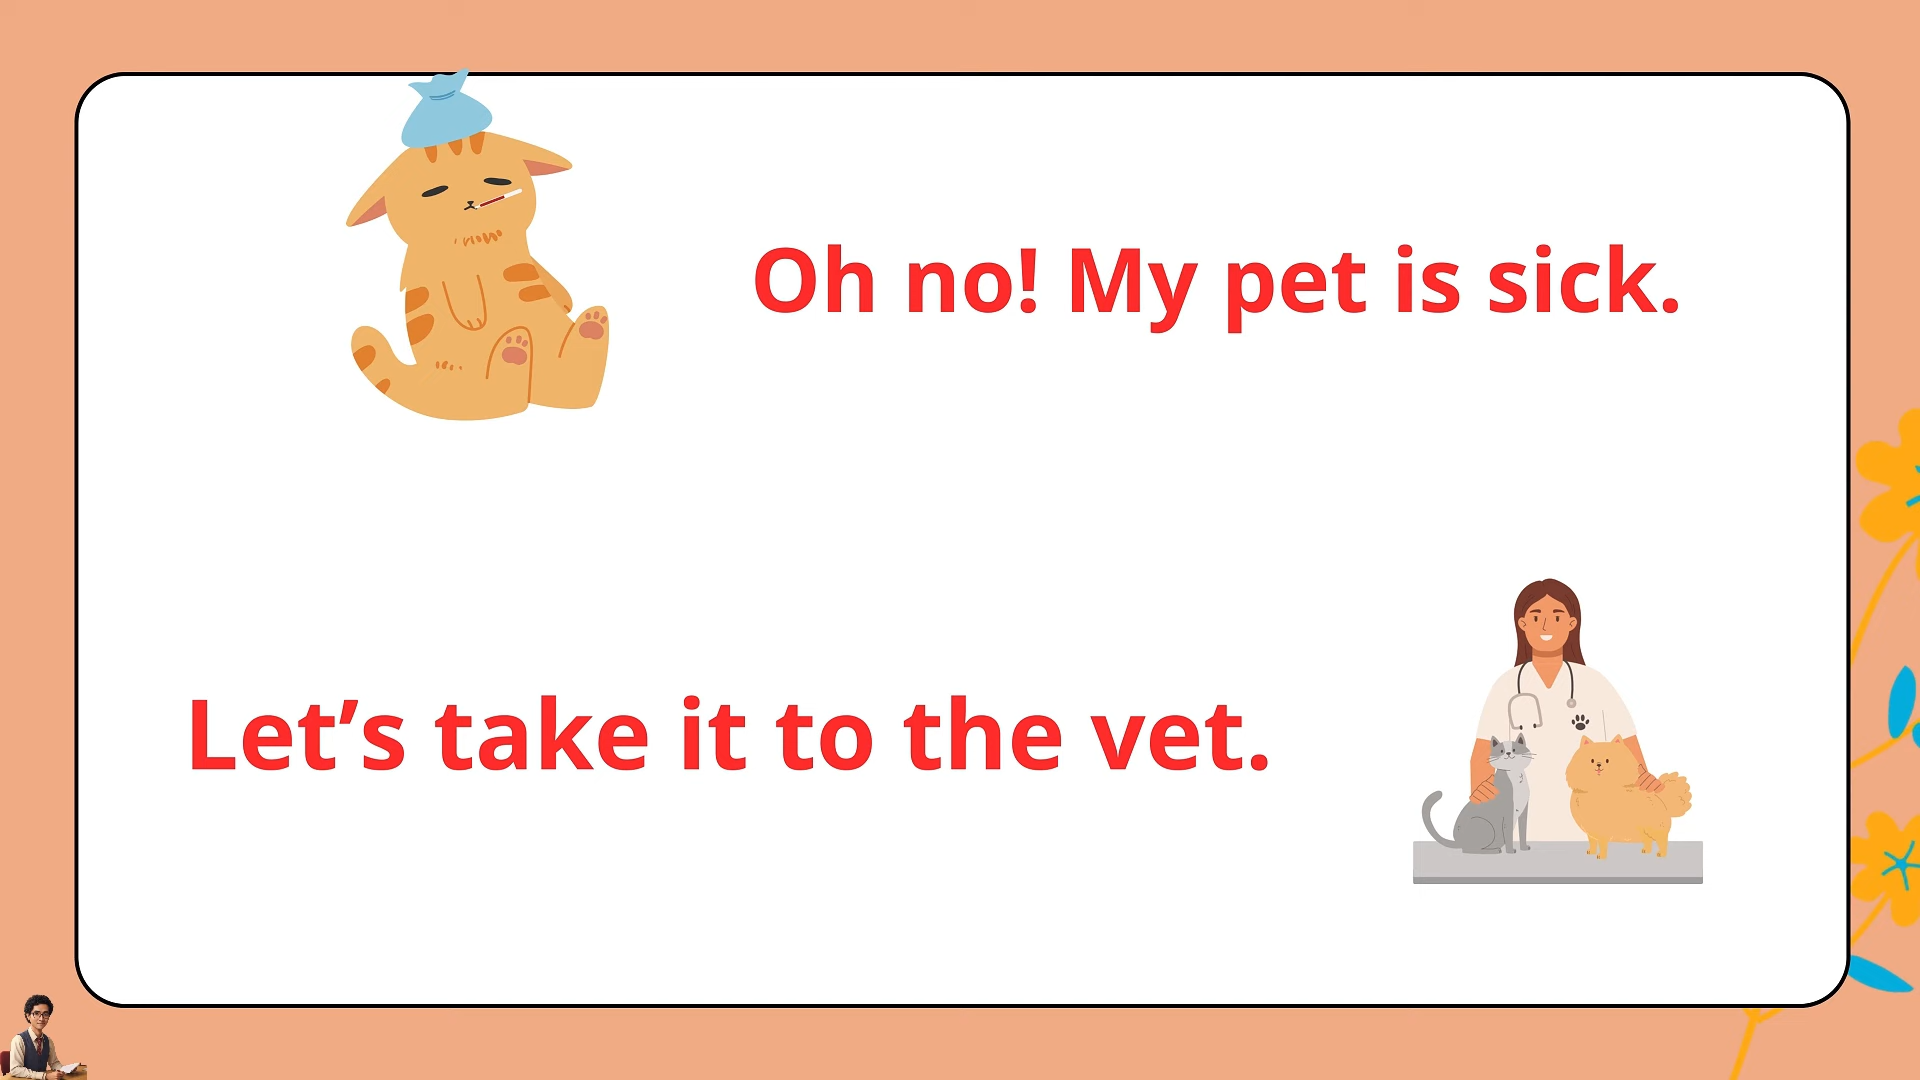 Oh no! My pet is sick.
Let’s take it to the vet.